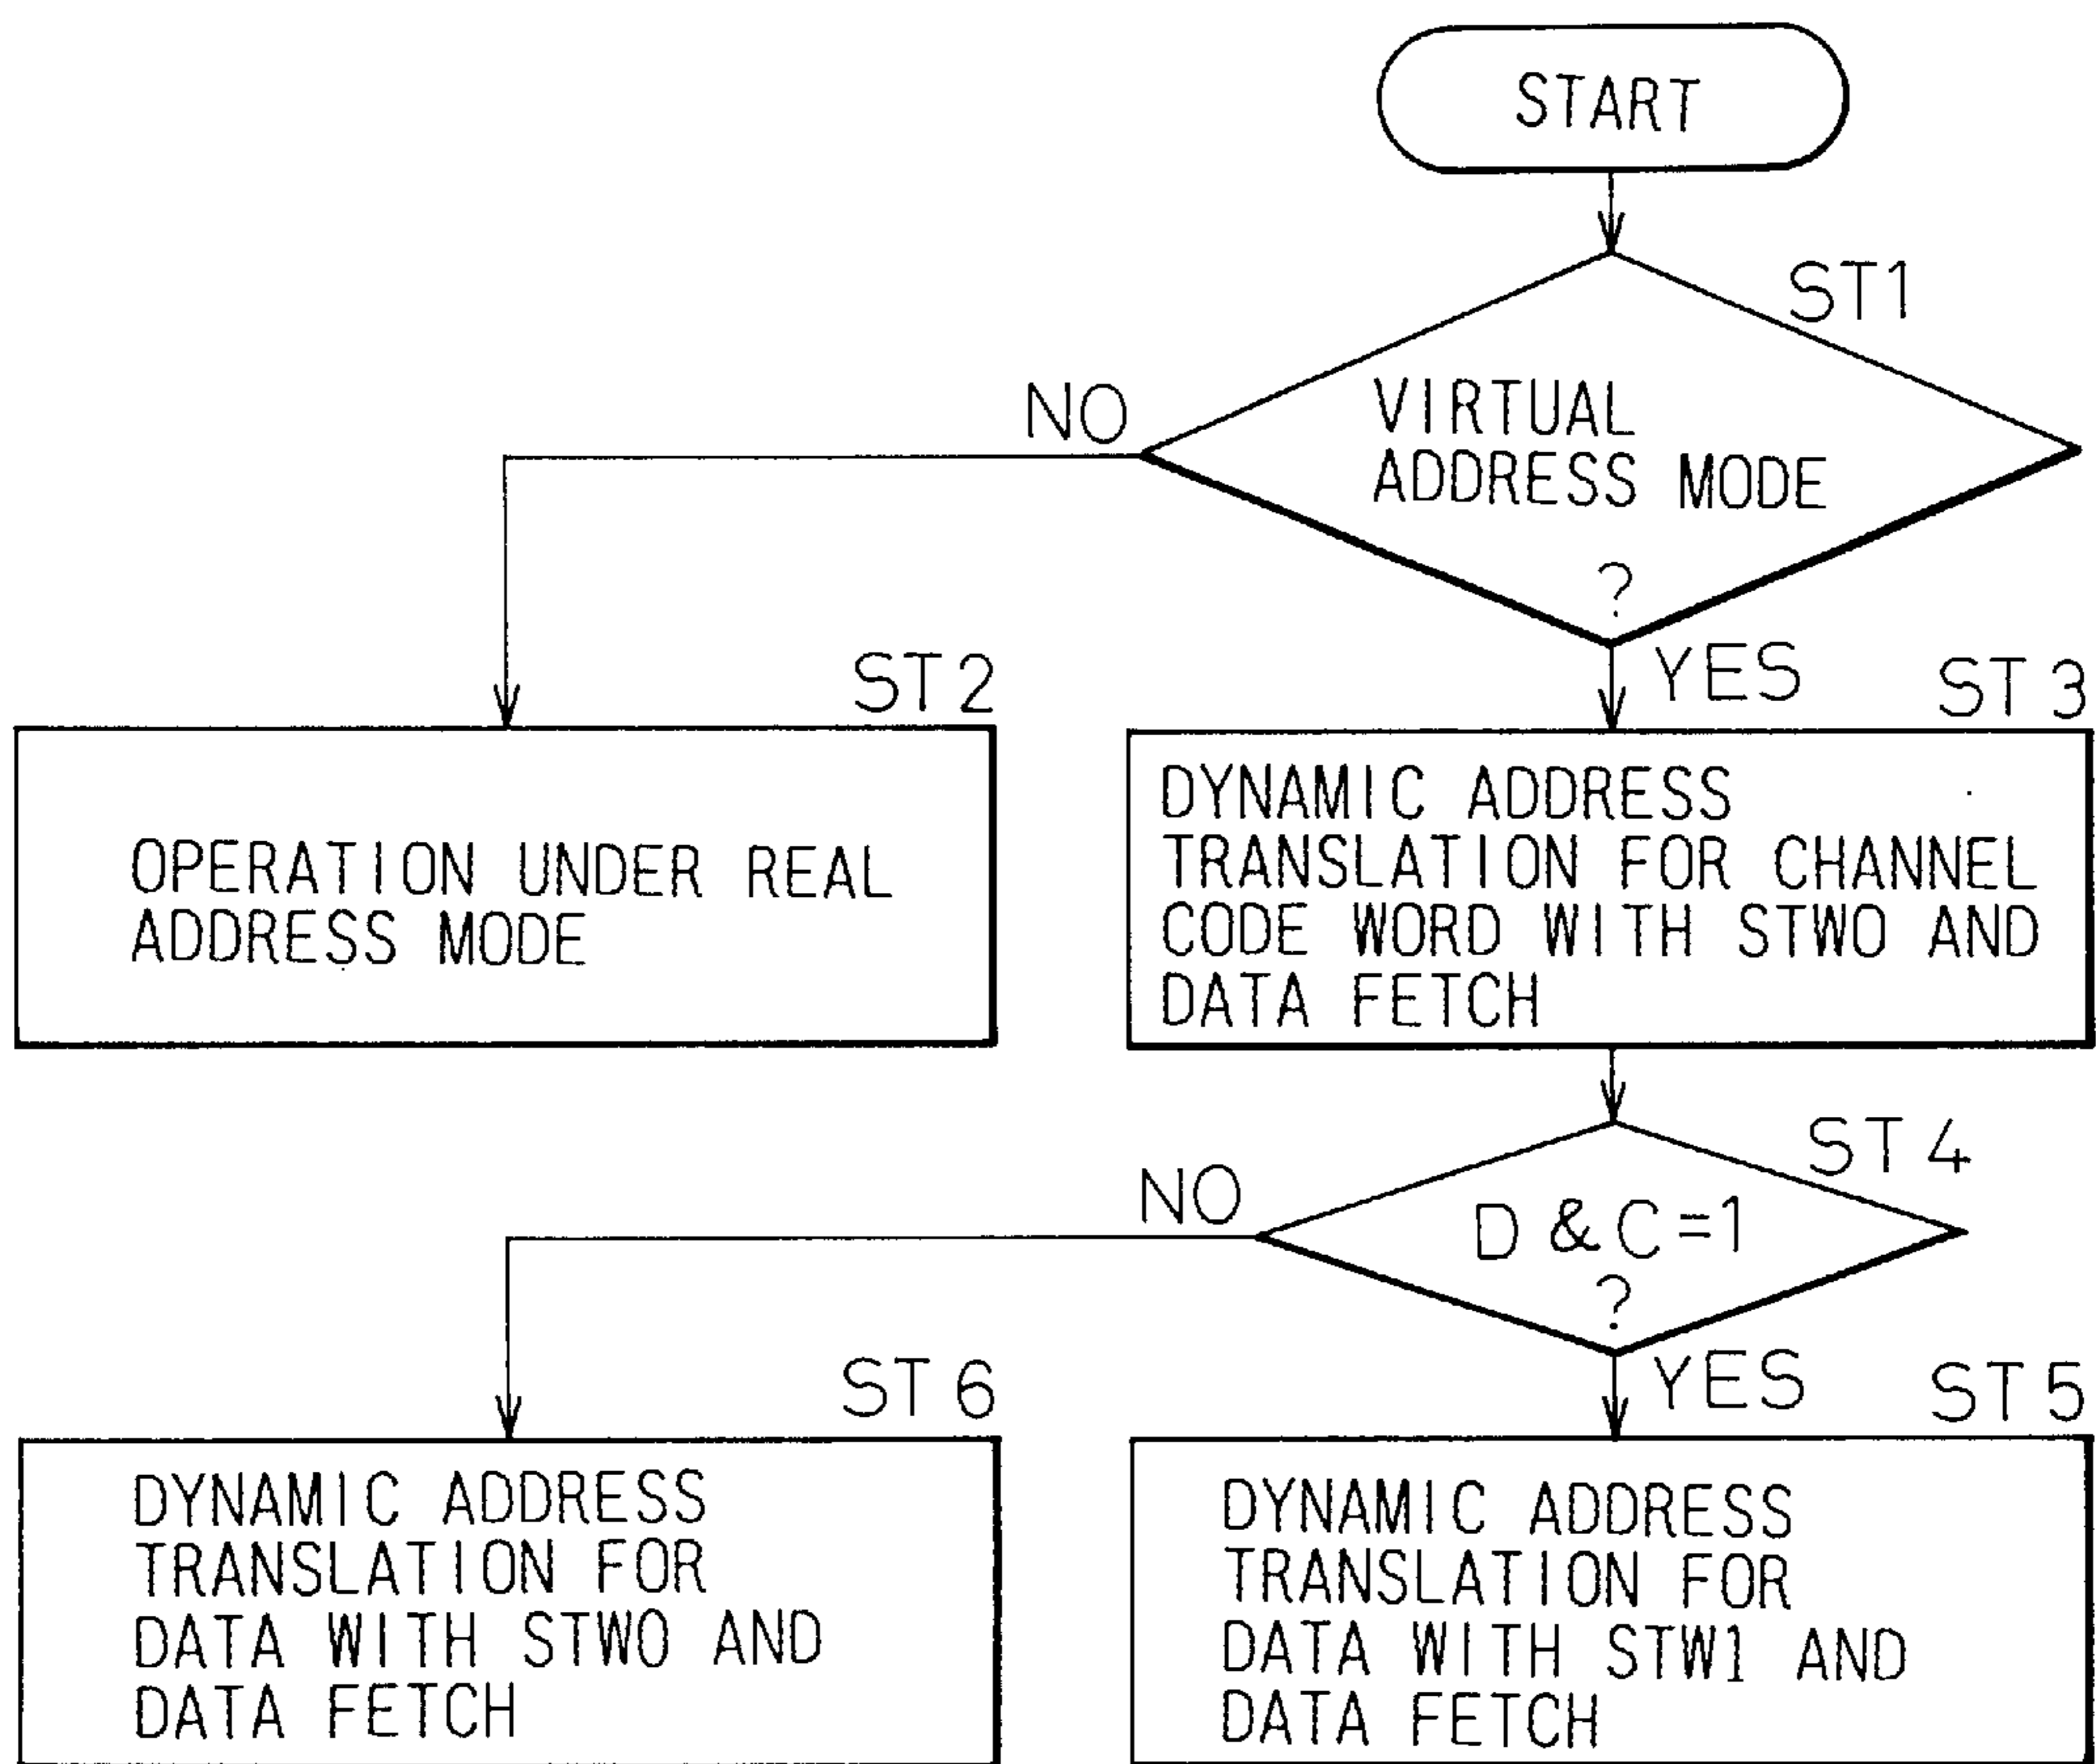 START
ST1
NO
VIRTUAL
ADDRESS MODE
?
YES
ST2
OPERATION UNDER REAL
ADDRESS MODE
ST3
DYNAMIC ADDRESS
TRANSLATION FOR CHANNEL
CODE WORD WITH STW0 AND
DATA FETCH
ST4
NO
D & C = 1
?
YES
ST6
DYNAMIC ADDRESS
TRANSLATION FOR
DATA WITH STW0 AND
DATA FETCH
ST5
DYNAMIC ADDRESS
TRANSLATION FOR
DATA WITH STW1 AND
DATA FETCH